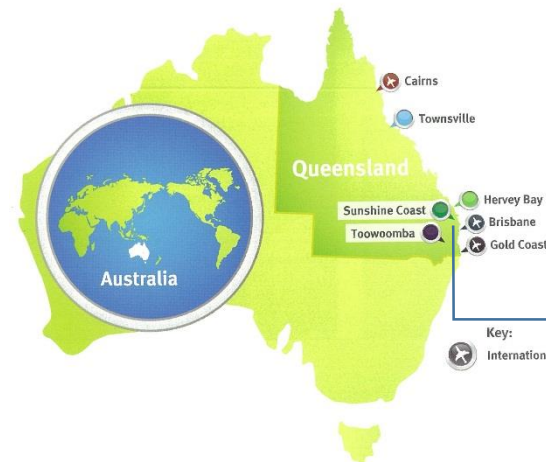 Cairns
Townsville
Queensland
Hervey Bay
Sunshine Coast
Brisbane
Toowoomba
Gold Coast
Australia
Key:
Internation